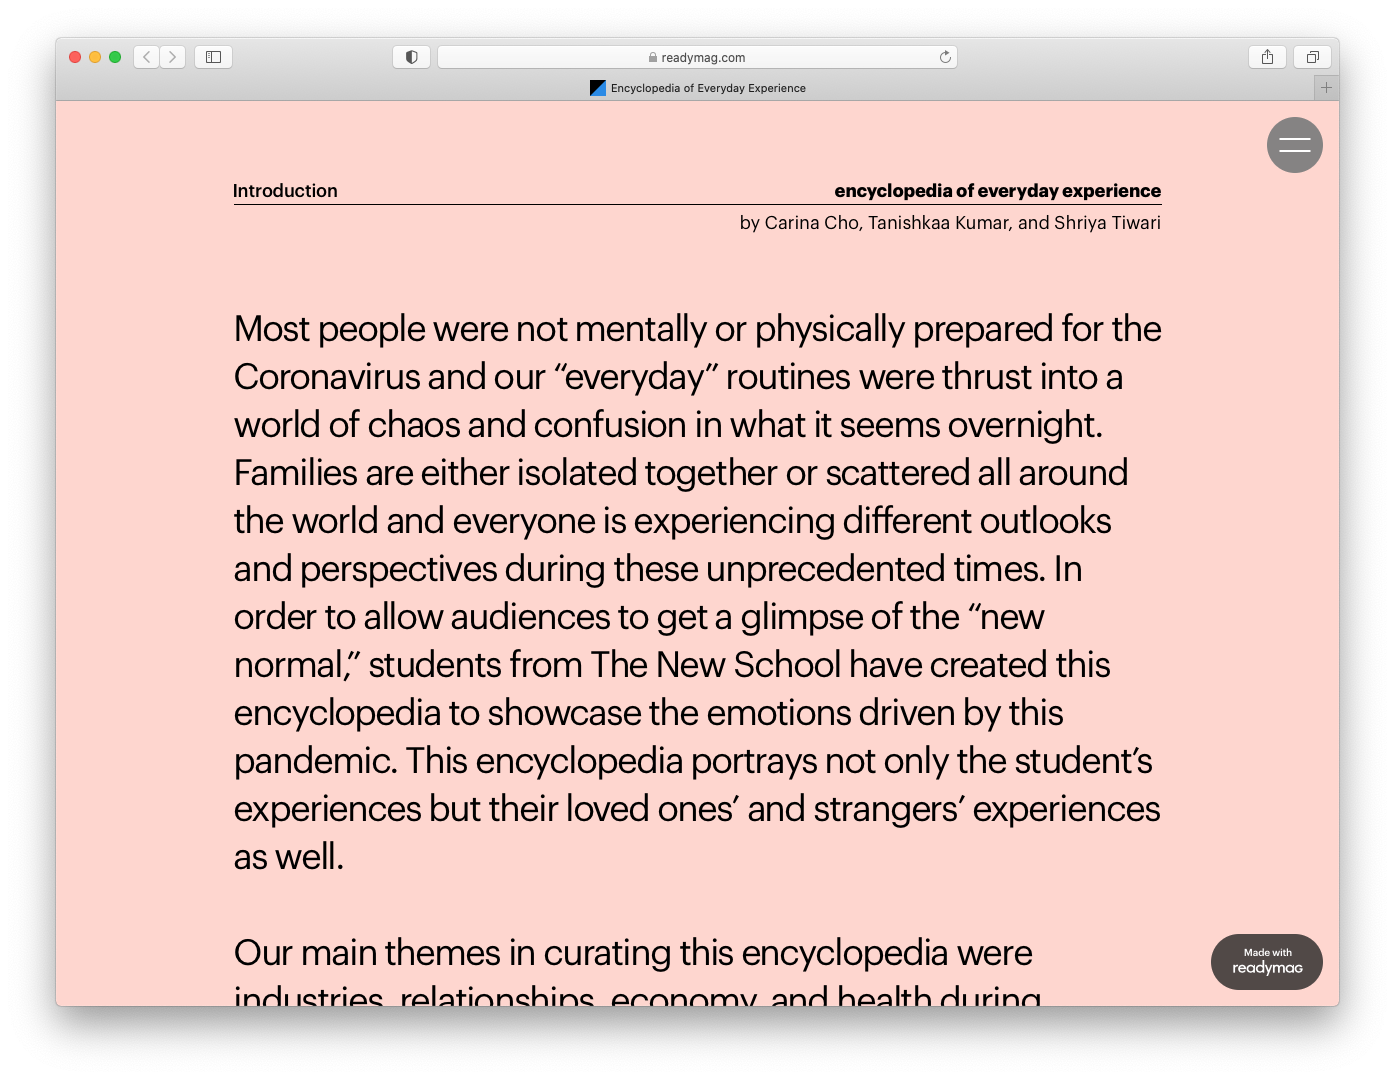 readymag.com
Encyclopedia of Everyday Experience
Introduction
encyclopedia of everyday experience
by Carina Cho, Tanishkaa Kumar, and Shriya Tiwari
Most people were not mentally or physically prepared for the
Coronavirus and our “everyday” routines were thrust into a
world of chaos and confusion in what it seems overnight.
Families are either isolated together or scattered all around
the world and everyone is experiencing different outlooks
and perspectives during these unprecedented times. In
order to allow audiences to get a glimpse of the “new
normal,” students from The New School have created this
encyclopedia to showcase the emotions driven by this
pandemic. This encyclopedia portrays not only the student’s
experiences but their loved ones’ and strangers’ experiences
as well.
Our main themes in curating this encyclopedia were
industries, relationships, economy, and health during
Made with
readymag